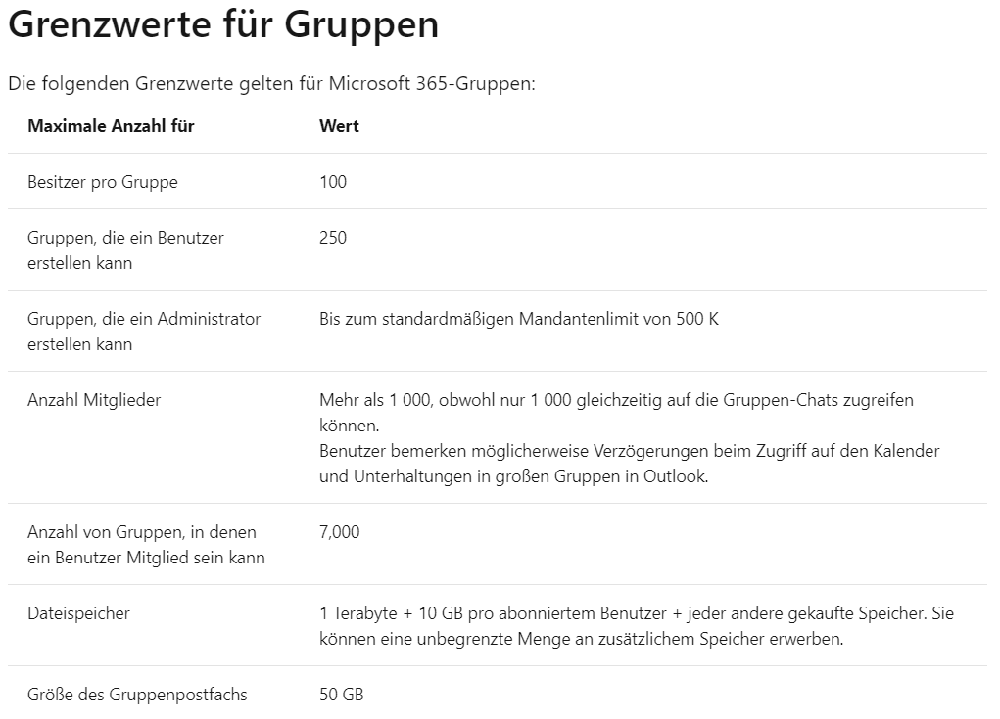 Grenzwerte für Gruppen
Die folgenden Grenzwerte gelten für Microsoft 365-Gruppen:
Maximale Anzahl für Wert
Besitzer pro Gruppe 100
Gruppen, die ein Benutzer 250
erstellen kann
Gruppen, die ein Administrator Bis zum standardmäßigen Mandantenlimit von 500 K
erstellen kann
Anzahl Mitglieder Mehr als 1 000, obwohl nur 1 000 gleichzeitig auf die Gruppen-Chats zugreifen
können.
Benutzer bemerken möglicherweise Verzögerungen beim Zugriff auf den Kalender
und Unterhaltungen in großen Gruppen in Outlook.
Anzahl von Gruppen, in denen 7,000
ein Benutzer Mitglied sein kann
Dateispeicher 1 Terabyte + 10 GB pro abonniertem Benutzer + jeder andere gekaufte Speicher. Sie
können eine unbegrenzte Menge an zusätzlichem Speicher erwerben.
Größe des Gruppenpostfachs 50 GB